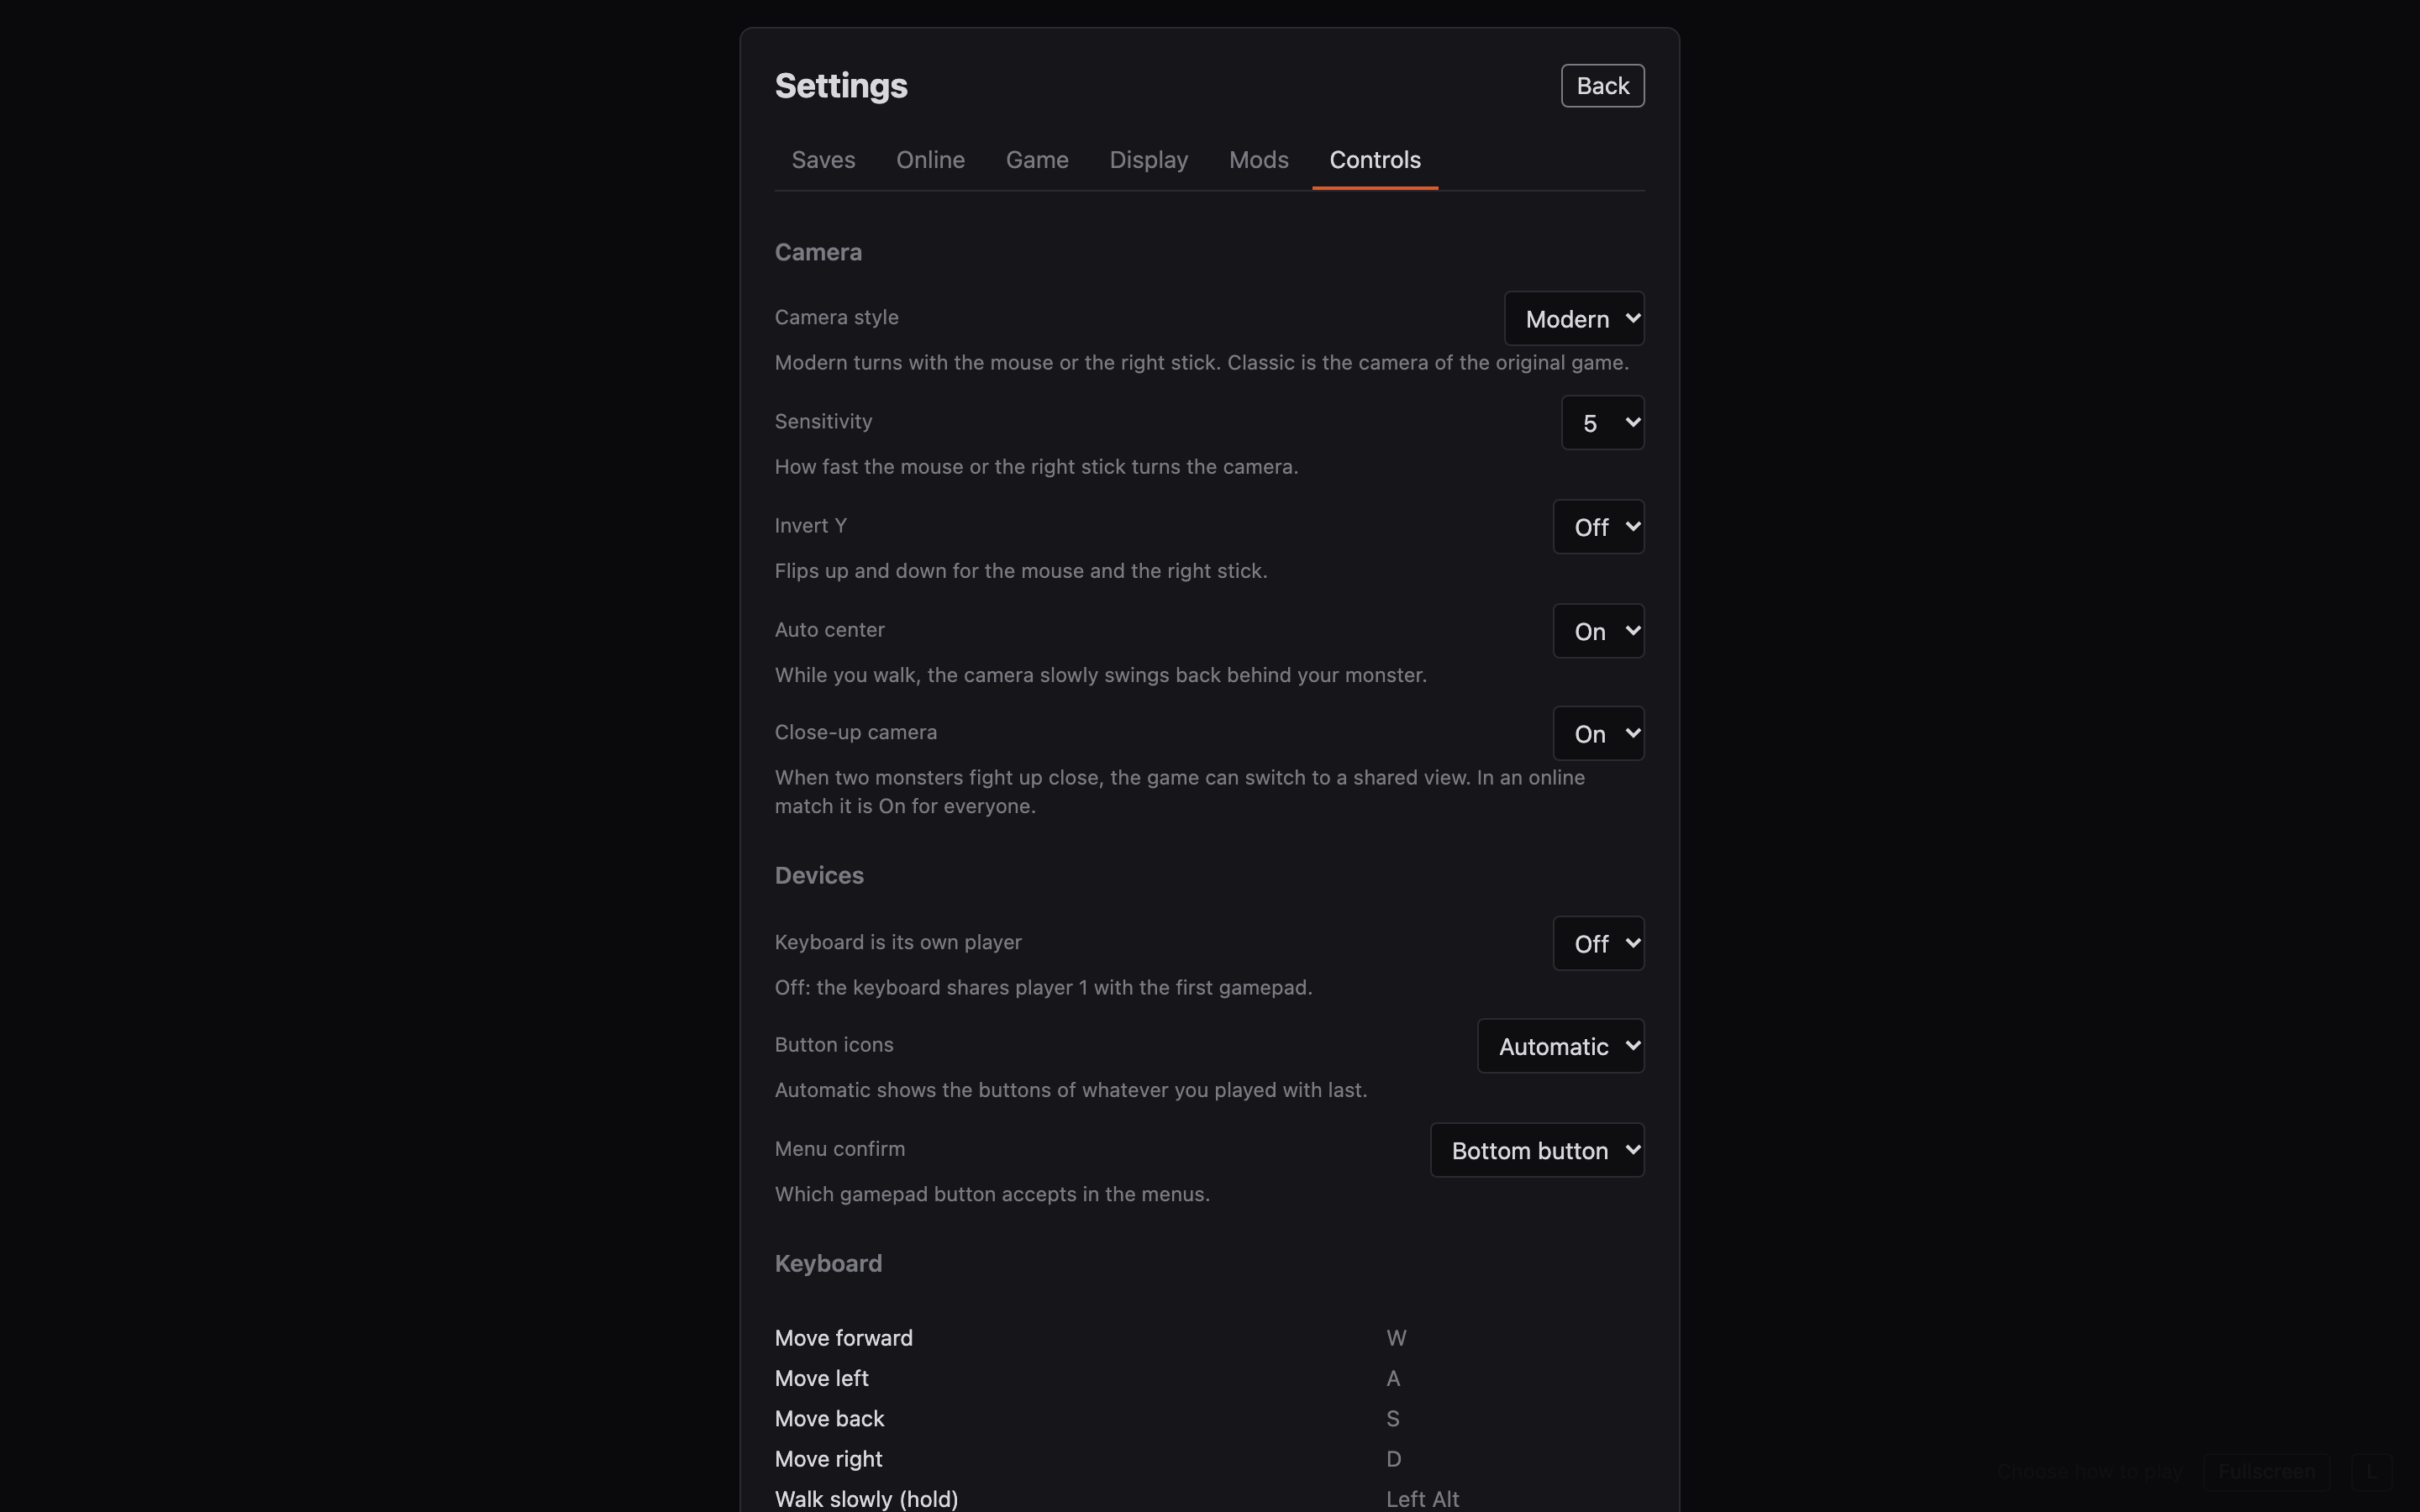 Settings
Back
Saves
Online
Game
Display
Mods
Controls
Camera
Camera style
Modern
Modern turns with the mouse or the right stick. Classic is the camera of the original game.
Sensitivity
5
How fast the mouse or the right stick turns the camera.
Invert Y
Off
Flips up and down for the mouse and the right stick.
Auto center
On
While you walk, the camera slowly swings back behind your monster.
Close-up camera
On
When two monsters fight up close, the game can switch to a shared view. In an online
match it is On for everyone.
Devices
Keyboard is its own player
Off
Off: the keyboard shares player 1 with the first gamepad.
Button icons
Automatic
Automatic shows the buttons of whatever you played with last.
Menu confirm
Bottom button
Which gamepad button accepts in the menus.
Keyboard
Move forward
W
Move left
A
Move back
S
Move right
D
Walk slowly (hold)
Left Alt
Choose how to play
Fullscreen
L